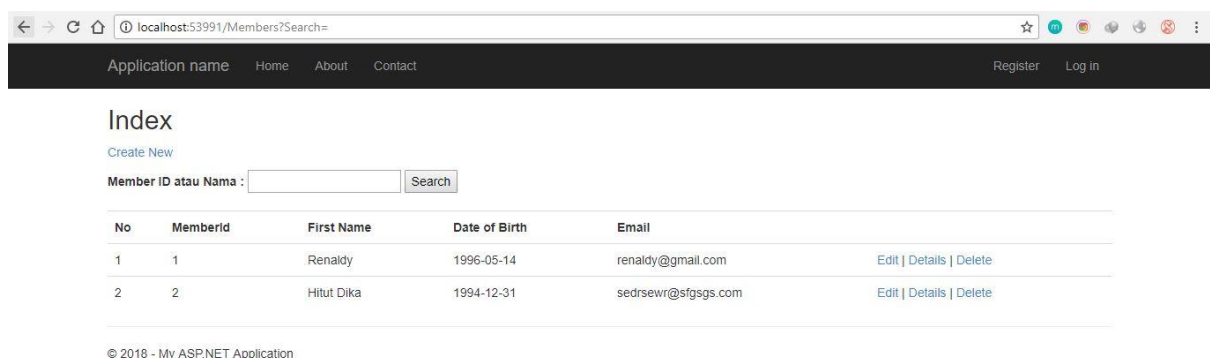 localhost:53991/Members?Search=
m
Application name Home About Contact Register Log in
Index
Create New
Member ID atau Nama : Search
No MemberId First Name Date of Birth Email
1 1 Renaldy 1996-05-14 renaldy@gmail.com Edit | Details | Delete
2 2 Hitut Dika 1994-12-31 sedrsewr@sfgsgs.com Edit | Details | Delete
© 2018 - My ASP.NET Application